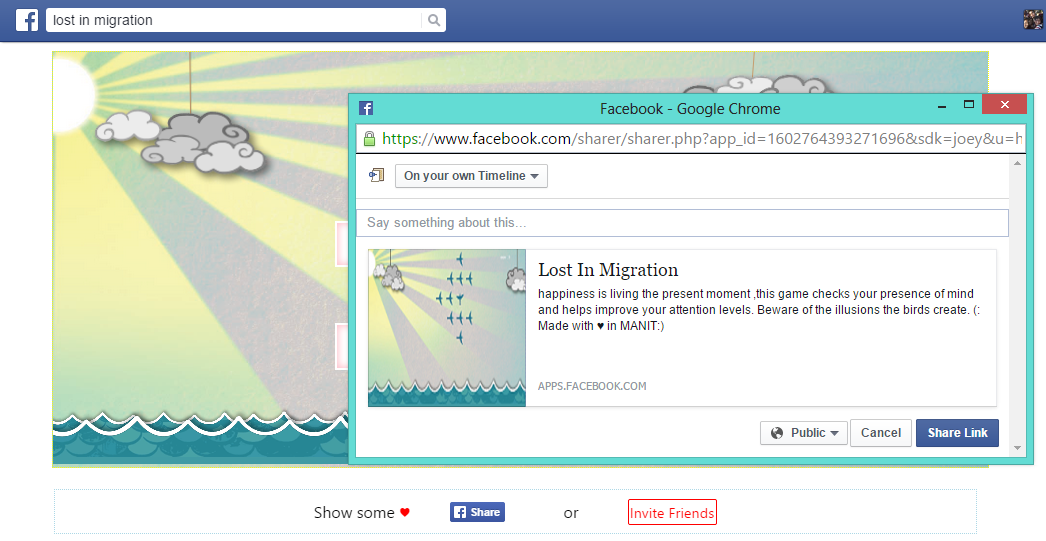 lost in migration
Facebook - Google Chrome
https://www.facebook.com/sharer/sharer.php?app_id=1602764393271696&sdk=joey&u=h
On your own Timeline
Say something about this...
Lost In Migration
happiness is living the present moment ,this game checks your presence of mind
and helps improve your attention levels. Beware of the illusions the birds create. (:
Made with ♥ in MANIT:)
APPS.FACEBOOK.COM
Public Cancel Share Link
Show some ♥ Share or Invite Friends